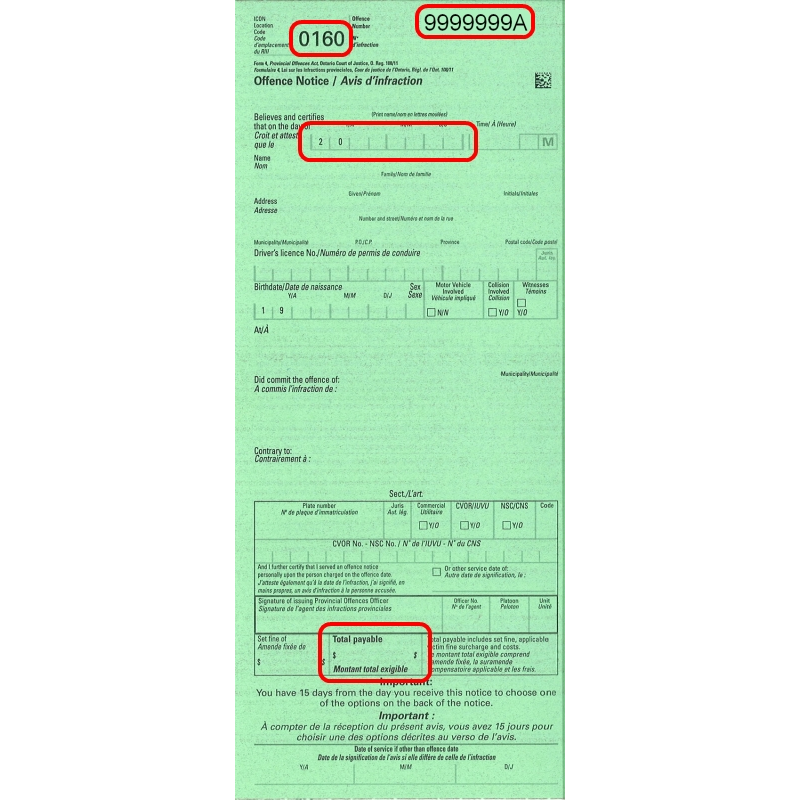 ICON
Location
Code
Code
d'emplacement
du RIII
0160
Offence
Number
N°
d'infraction
9999999A
Form 4, Provincial Offences Act, Ontario Court of Justice, O. Reg. 108/11
Formulaire 4, Loi sur les infractions provinciales, Cour de justice de l'Ontario, Règl. de l'Ont. 108/11
Offence Notice / Avis d'infraction
Believes and certifies
(Print name/nom en lettres moulées)
that on the day of
Time/ À (Heure)
Croit et atteste
que le
2 0
M
Name
Nom
Family/Nom de famille
Given/Prénom
Initials/Initiales
Address
Adresse
Number and street/Numéro et nom de la rue
Municipality/Municipalité
P.O./C.P.
Province
Postal code/Code postal
Driver's licence No./Numéro de permis de conduire
Juris
Aut. lég.
Birthdate/Date de naissance
Y/A
M/M
D/J
Sex
Sexe
1 9
Motor Vehicle
Involved
Véhicule impliqué
N/N
Collision
Involved
Collision
Y/O
Witnesses
Témoins
Y/O
At/À
Municipality/Municipalité
Did commit the offence of:
A commis l'infraction de :
Contrary to:
Contrairement à :
Sect./L'art.
Plate number
N° de plaque d'immatriculation
Juris
Aut. lég.
Commercial
Utilitaire
Y/O
CVOR/IUVU
Y/O
NSC/CNS
Y/O
Code
CVOR No. - NSC No. / N° de l'IUVU - N° du CNS
And I further certify that I served an offence notice
personally upon the person charged on the offence date.
J'atteste également qu'à la date de l'infraction, j'ai signifié, en
mains propres, un avis d'infraction à la personne accusée.
Or other service date of:
Autre date de signification, le :
Signature of issuing Provincial Offences Officer
Signature de l'agent des infractions provinciales
Officer No.
N° de l'agent
Platoon
Peloton
Unit
Unité
Set fine of
Amende fixée de
$
$
Total payable
$
$
Montant total exigible
Total payable includes set fine, applicable
victim fine surcharge and costs.
Le montant total exigible comprend
l'amende fixée, la suramende
compensatoire applicable et les frais.
Important:
You have 15 days from the day you receive this notice to choose one
of the options on the back of the notice.
Important :
À compter de la réception du présent avis, vous avez 15 jours pour
choisir une des options décrites au verso de l'avis.
Date of service if other than offence date
Date de la signification de l'avis si elle diffère de celle de l'infraction
Y/A
M/M
D/J